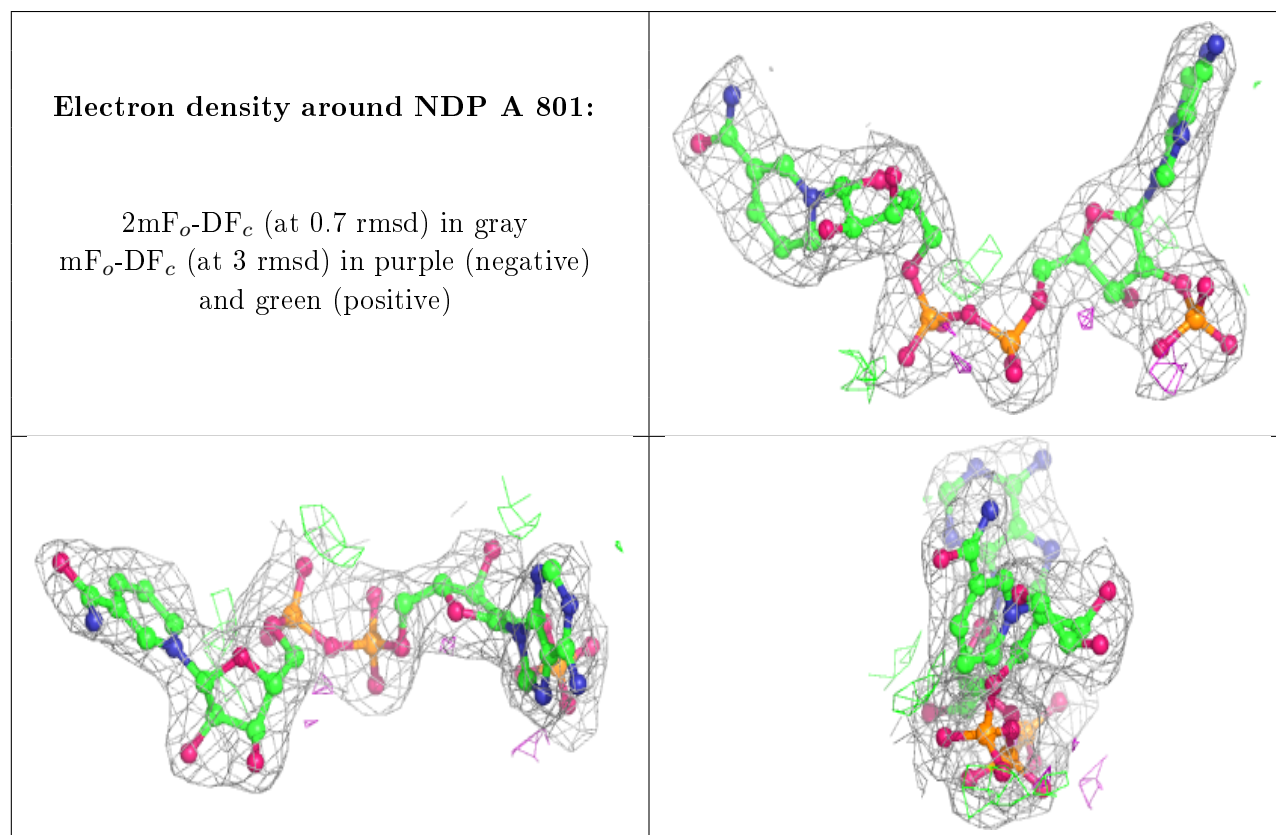 Electron density around NDP A 801:
2mFo-DFc (at 0.7 rmsd) in gray
mFo-DFc (at 3 rmsd) in purple (negative)
and green (positive)